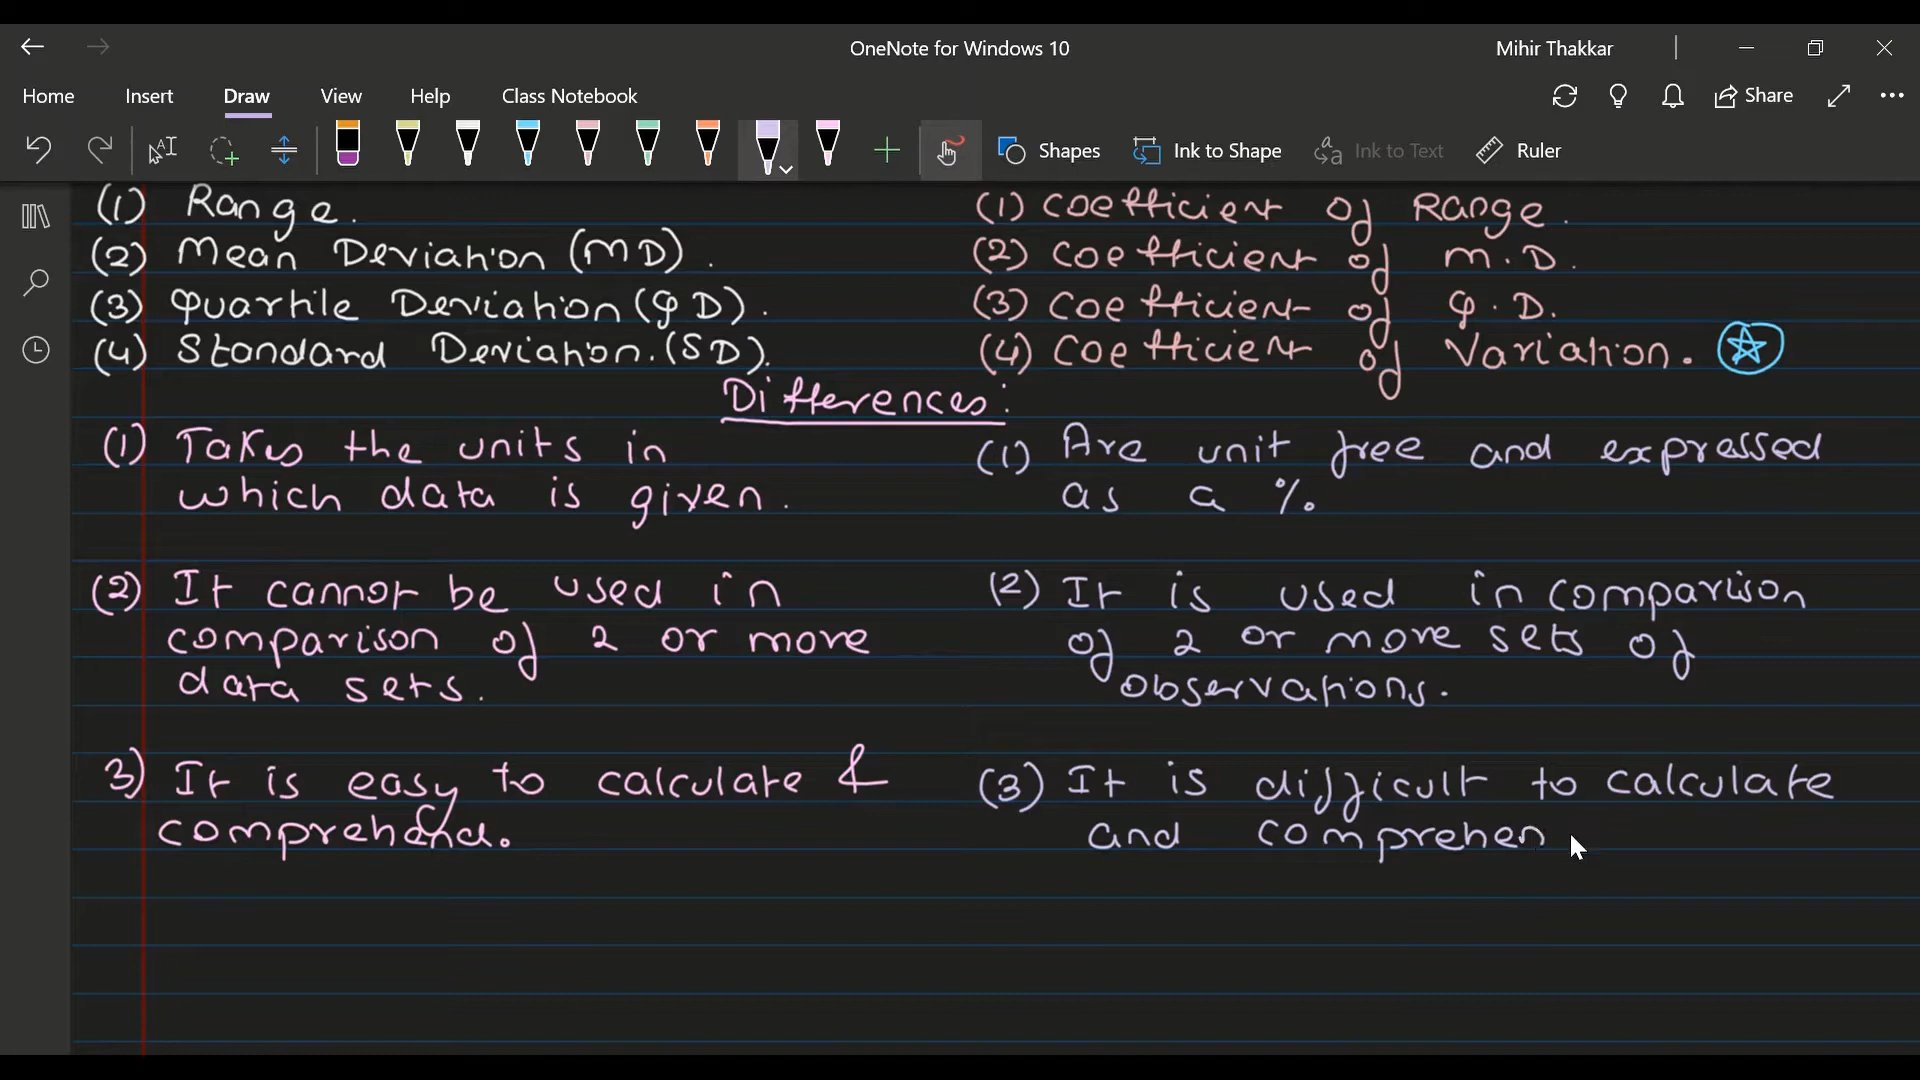 OneNote for Windows 10
Mihir Thakkar
Home Insert Draw View Help Class Notebook
Share
Shapes Ink to Shape Ink to Text Ruler
(1) Range.
(2) Mean Deviation (MD).
(3) Quartile Deviation (QD).
(4) Standard Deviation. (SD).
(1) Coefficient of Range.
(2) Coefficient of M.D.
(3) Coefficient of Q.D.
(4) Coefficient of Variation.
Differences:
(1) Takes the units in
which data is given.
(1) Are unit free and expressed
as a %.
(2) It cannot be used in
comparison of 2 or more
data sets.
(2) It is used in comparison
of 2 or more sets of
observations.
3) It is easy to calculate &
comprehend.
(3) It is difficult to calculate
and comprehen